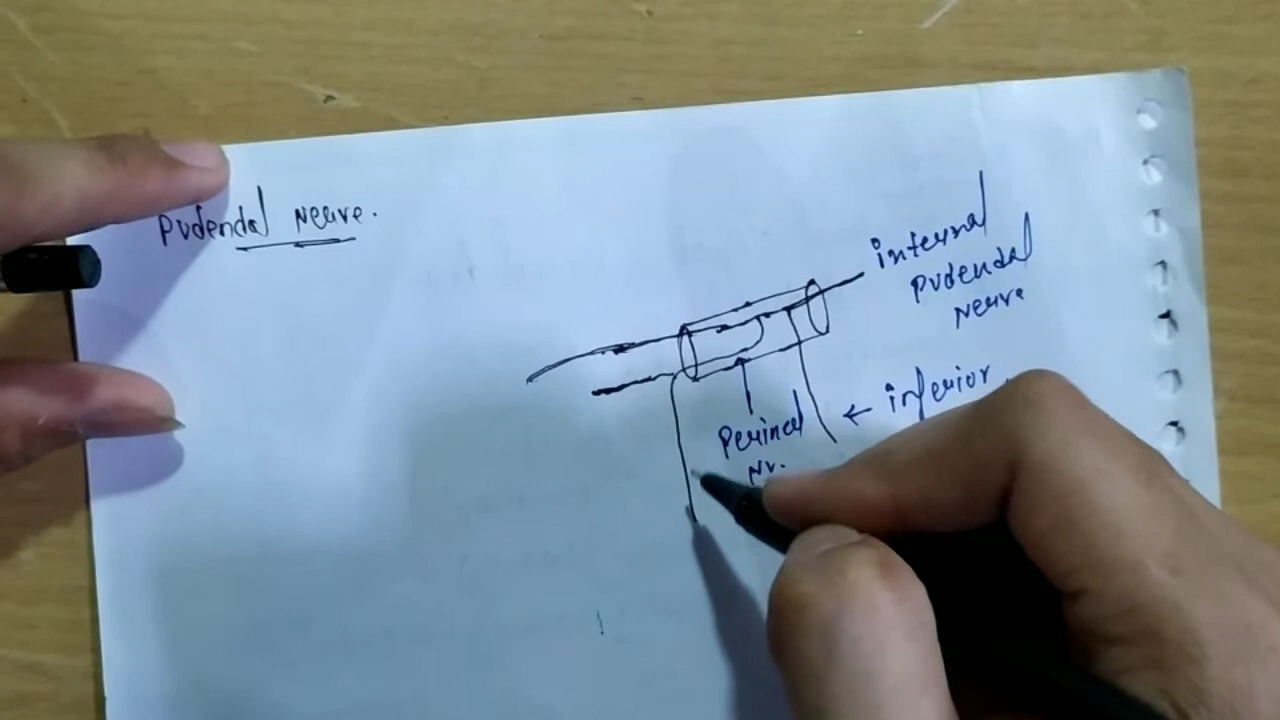 Pudendal Nerve.
internal
Pudendal
Nerve
← inferior
Perineal
Nv.